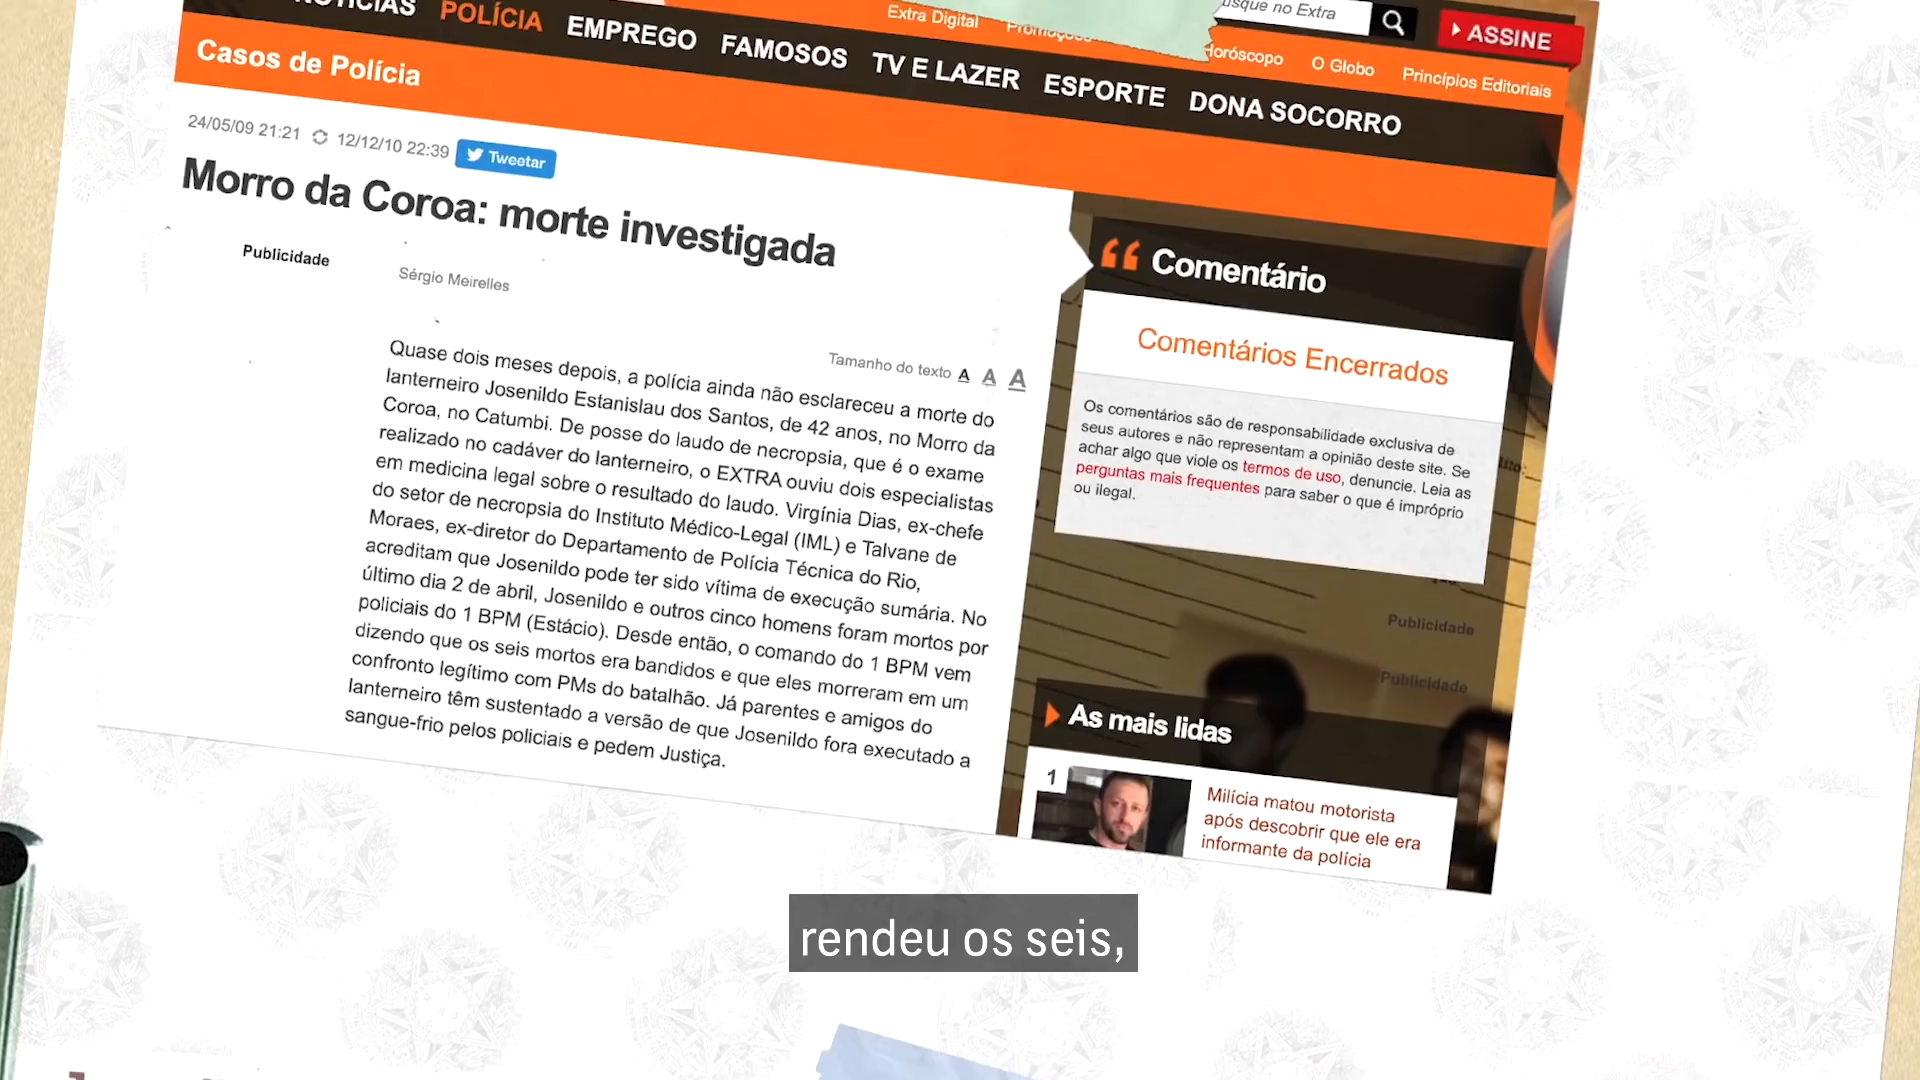 NOTÍCIAS POLÍCIA EMPREGO FAMOSOS TV E LAZER ESPORTE DONA SOCORRO
Extra Digital Promoções Horóscopo O Globo Princípios Editoriais
no Extra
ASSINE
Casos de Polícia
24/05/09 21:21 12/12/10 22:39 Tweetar
Morro da Coroa: morte investigada
Publicidade
Sérgio Meirelles
Tamanho do texto A A A
Quase dois meses depois, a polícia ainda não esclareceu a morte do
lanterneiro Josenildo Estanislau dos Santos, de 42 anos, no Morro da
Coroa, no Catumbi. De posse do laudo de necropsia, que é o exame
realizado no cadáver do lanterneiro, o EXTRA ouviu dois especialistas
em medicina legal sobre o resultado do laudo. Virgínia Dias, ex-chefe
do setor de necropsia do Instituto Médico-Legal (IML) e Talvane de
Moraes, ex-diretor do Departamento de Polícia Técnica do Rio,
acreditam que Josenildo pode ter sido vítima de execução sumária. No
último dia 2 de abril, Josenildo e outros cinco homens foram mortos por
policiais do 1 BPM (Estácio). Desde então, o comando do 1 BPM vem
dizendo que os seis mortos era bandidos e que eles morreram em um
confronto legítimo com PMs do batalhão. Já parentes e amigos do
lanterneiro têm sustentado a versão de que Josenildo fora executado a
sangue-frio pelos policiais e pedem Justiça.
Comentário
Comentários Encerrados
Os comentários são de responsabilidade exclusiva de
seus autores e não representam a opinião deste site. Se
achar algo que viole os termos de uso, denuncie. Leia as
perguntas mais frequentes para saber o que é impróprio
ou ilegal.
Publicidade
Publicidade
As mais lidas
1
Milícia matou motorista
após descobrir que ele era
informante da polícia
rendeu os seis,